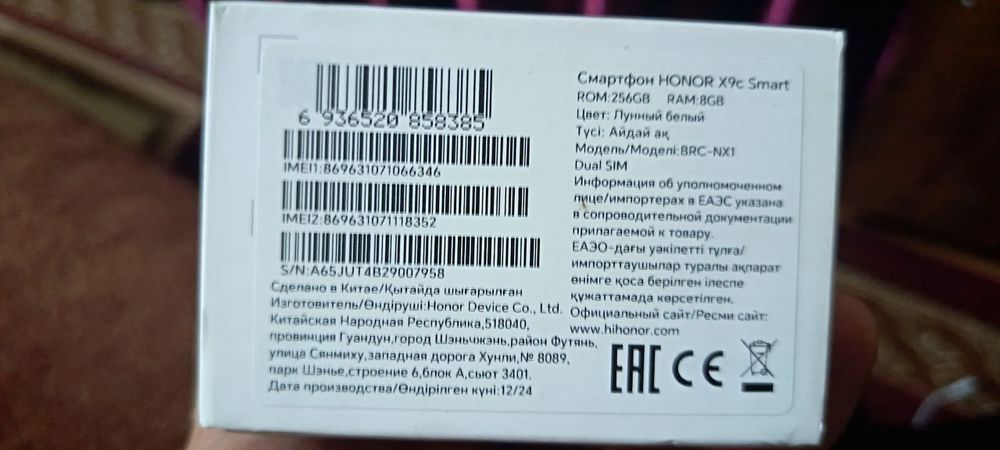 6 936520 858385
IMEI1:869631071066346
IMEI2:869631071118352
S/N:A65JUT4B29007958
Сделано в Китае/Қытайда шығарылған
Изготовитель/Өндіруші:Honor Device Co., Ltd.
Китайская Народная Республика,518040,
провинция Гуандун,город Шэньчжэнь,район Футянь,
улица Сянмиху,западная дорога Хунли,№ 8089,
парк Шэнье,строение 6,блок А,сьют 3401.
Дата производства/Өндірілген күні:12/24
Смартфон HONOR X9c Smart
ROM:256GB RAM:8GB
Цвет: Лунный белый
Түсі: Айдай ақ
Модель/Моделі:BRC-NX1
Dual SIM
Информация об уполномоченном
лице/импортерах в ЕАЭС указана
в сопроводительной документации
прилагаемой к товару.
ЕАЭО-дағы уәкілетті тұлға/
импорттаушылар туралы ақпарат
өнімге қоса берілген ілеспе
құжаттамада көрсетілген.
Официальный сайт/Ресми сайт:
www.hihonor.com
EAC CE